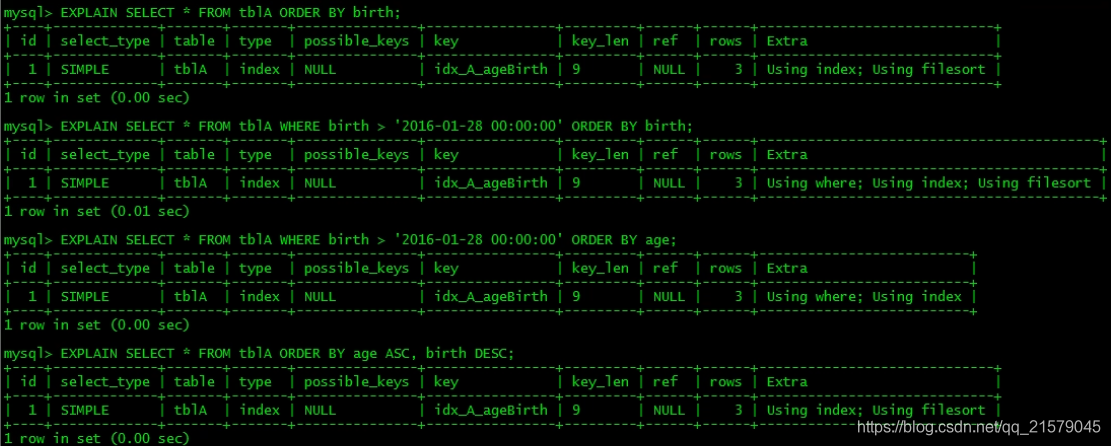 mysql> EXPLAIN SELECT * FROM tblA ORDER BY birth;
+----+-------------+-------+-------+---------------+---------------+---------+------+------+-----------------------------+
| id | select_type | table | type | possible_keys | key | key_len | ref | rows | Extra |
+----+-------------+-------+-------+---------------+---------------+---------+------+------+-----------------------------+
| 1 | SIMPLE | tblA | index | NULL | idx_A_ageBirth | 9 | NULL | 3 | Using index; Using filesort |
+----+-------------+-------+-------+---------------+---------------+---------+------+------+-----------------------------+
1 row in set (0.00 sec)
mysql> EXPLAIN SELECT * FROM tblA WHERE birth > '2016-01-28 00:00:00' ORDER BY birth;
+----+-------------+-------+-------+---------------+---------------+---------+------+------+------------------------------------------+
| id | select_type | table | type | possible_keys | key | key_len | ref | rows | Extra |
+----+-------------+-------+-------+---------------+---------------+---------+------+------+------------------------------------------+
| 1 | SIMPLE | tblA | index | NULL | idx_A_ageBirth | 9 | NULL | 3 | Using where; Using index; Using filesort |
+----+-------------+-------+-------+---------------+---------------+---------+------+------+------------------------------------------+
1 row in set (0.01 sec)
mysql> EXPLAIN SELECT * FROM tblA WHERE birth > '2016-01-28 00:00:00' ORDER BY age;
+----+-------------+-------+-------+---------------+---------------+---------+------+------+--------------------------+
| id | select_type | table | type | possible_keys | key | key_len | ref | rows | Extra |
+----+-------------+-------+-------+---------------+---------------+---------+------+------+--------------------------+
| 1 | SIMPLE | tblA | index | NULL | idx_A_ageBirth | 9 | NULL | 3 | Using where; Using index |
+----+-------------+-------+-------+---------------+---------------+---------+------+------+--------------------------+
1 row in set (0.00 sec)
mysql> EXPLAIN SELECT * FROM tblA ORDER BY age ASC, birth DESC;
+----+-------------+-------+-------+---------------+---------------+---------+------+------+-----------------------------+
| id | select_type | table | type | possible_keys | key | key_len | ref | rows | Extra |
+----+-------------+-------+-------+---------------+---------------+---------+------+------+-----------------------------+
| 1 | SIMPLE | tblA | index | NULL | idx_A_ageBirth | 9 | NULL | 3 | Using index; Using filesort |
+----+-------------+-------+-------+---------------+---------------+---------+------+------+-----------------------------+
https://blog.csdn.net/qq_21579045
1 row in set (0.00 sec)